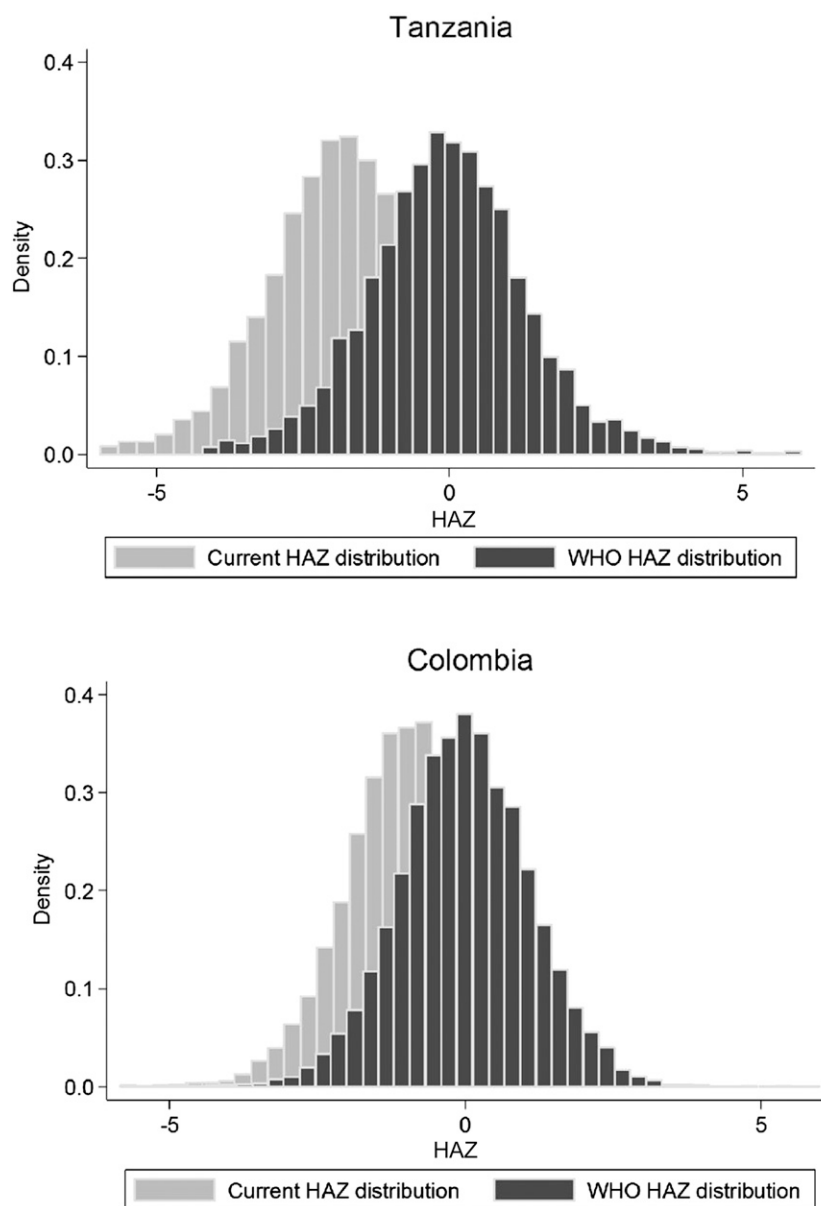 Tanzania
0.4
0.3
0.2
0.1
0.0
Density
-5 0 5
HAZ
Current HAZ distribution WHO HAZ distribution
Colombia
0.4
0.3
0.2
0.1
0.0
Density
-5 0 5
HAZ
Current HAZ distribution WHO HAZ distribution